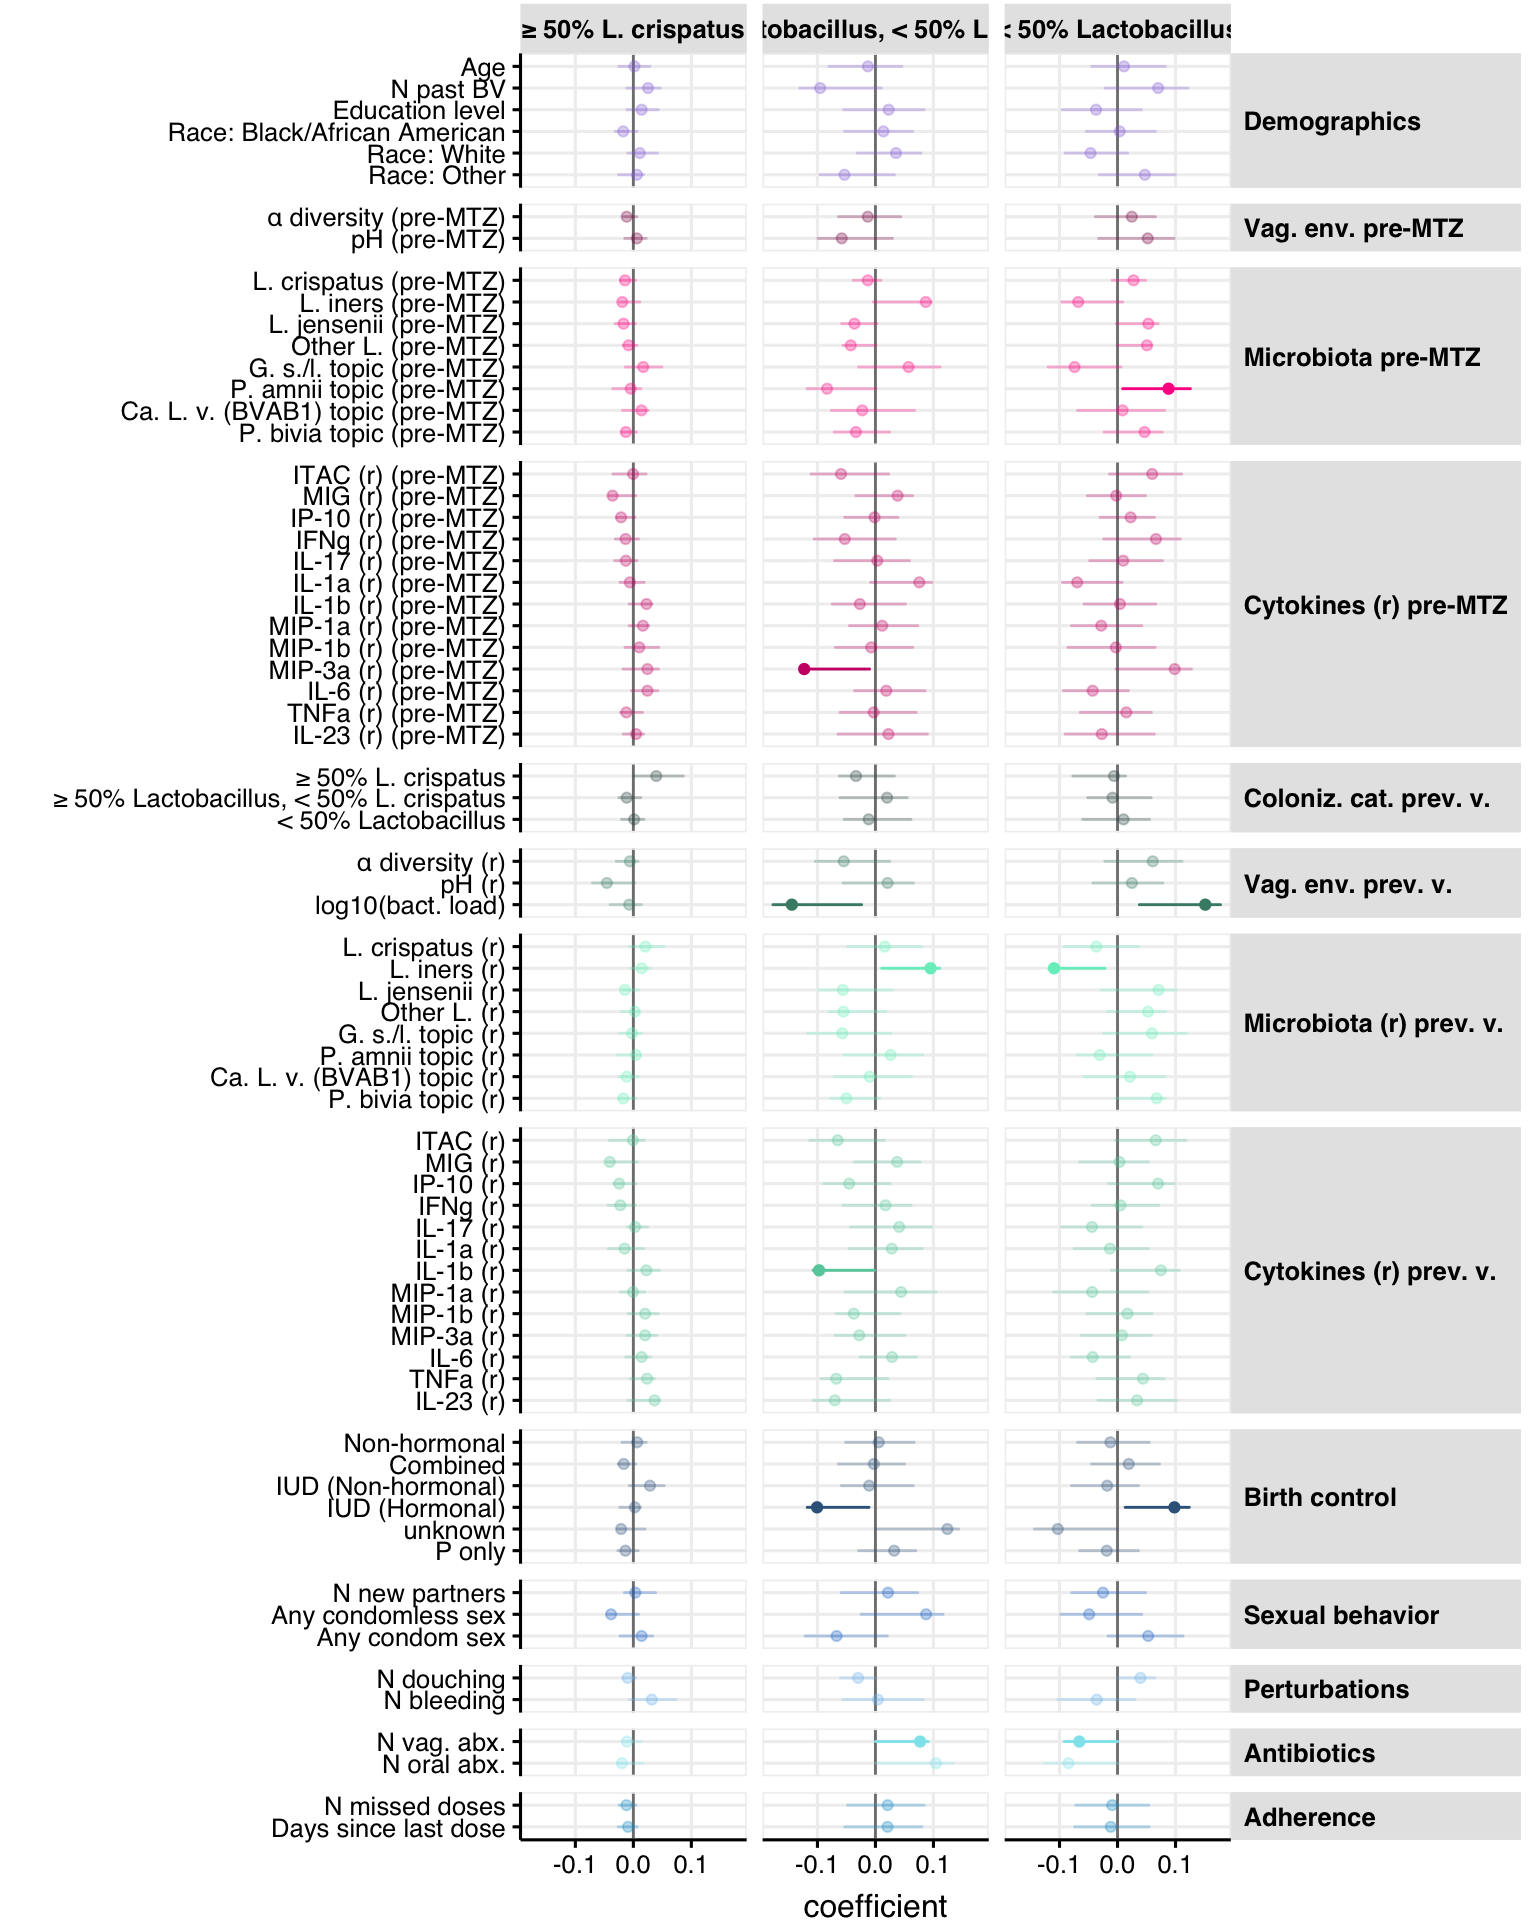 ≥ 50% L. crispatus
tobacillus, < 50% L
< 50% Lactobacillus
Age
N past BV
Education level
Race: Black/African American
Race: White
Race: Other
Demographics
α diversity (pre-MTZ)
pH (pre-MTZ)
Vag. env. pre-MTZ
L. crispatus (pre-MTZ)
L. iners (pre-MTZ)
L. jensenii (pre-MTZ)
Other L. (pre-MTZ)
G. s./l. topic (pre-MTZ)
P. amnii topic (pre-MTZ)
Ca. L. v. (BVAB1) topic (pre-MTZ)
P. bivia topic (pre-MTZ)
Microbiota pre-MTZ
ITAC (r) (pre-MTZ)
MIG (r) (pre-MTZ)
IP-10 (r) (pre-MTZ)
IFNg (r) (pre-MTZ)
IL-17 (r) (pre-MTZ)
IL-1a (r) (pre-MTZ)
IL-1b (r) (pre-MTZ)
MIP-1a (r) (pre-MTZ)
MIP-1b (r) (pre-MTZ)
MIP-3a (r) (pre-MTZ)
IL-6 (r) (pre-MTZ)
TNFa (r) (pre-MTZ)
IL-23 (r) (pre-MTZ)
Cytokines (r) pre-MTZ
≥ 50% L. crispatus
≥ 50% Lactobacillus, < 50% L. crispatus
< 50% Lactobacillus
Coloniz. cat. prev. v.
α diversity (r)
pH (r)
log10(bact. load)
Vag. env. prev. v.
L. crispatus (r)
L. iners (r)
L. jensenii (r)
Other L. (r)
G. s./l. topic (r)
P. amnii topic (r)
Ca. L. v. (BVAB1) topic (r)
P. bivia topic (r)
Microbiota (r) prev. v.
ITAC (r)
MIG (r)
IP-10 (r)
IFNg (r)
IL-17 (r)
IL-1a (r)
IL-1b (r)
MIP-1a (r)
MIP-1b (r)
MIP-3a (r)
IL-6 (r)
TNFa (r)
IL-23 (r)
Cytokines (r) prev. v.
Non-hormonal
Combined
IUD (Non-hormonal)
IUD (Hormonal)
unknown
P only
Birth control
N new partners
Any condomless sex
Any condom sex
Sexual behavior
N douching
N bleeding
Perturbations
N vag. abx.
N oral abx.
Antibiotics
N missed doses
Days since last dose
Adherence
-0.1 0.0 0.1
-0.1 0.0 0.1
-0.1 0.0 0.1
coefficient